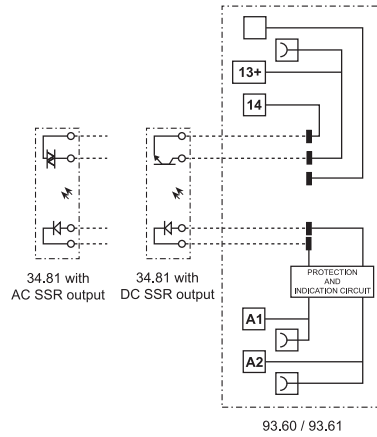 13+
14
34.81 with
AC SSR output
34.81 with
DC SSR output
PROTECTION
AND
INDICATION CIRCUIT
A1
A2
93.60 / 93.61